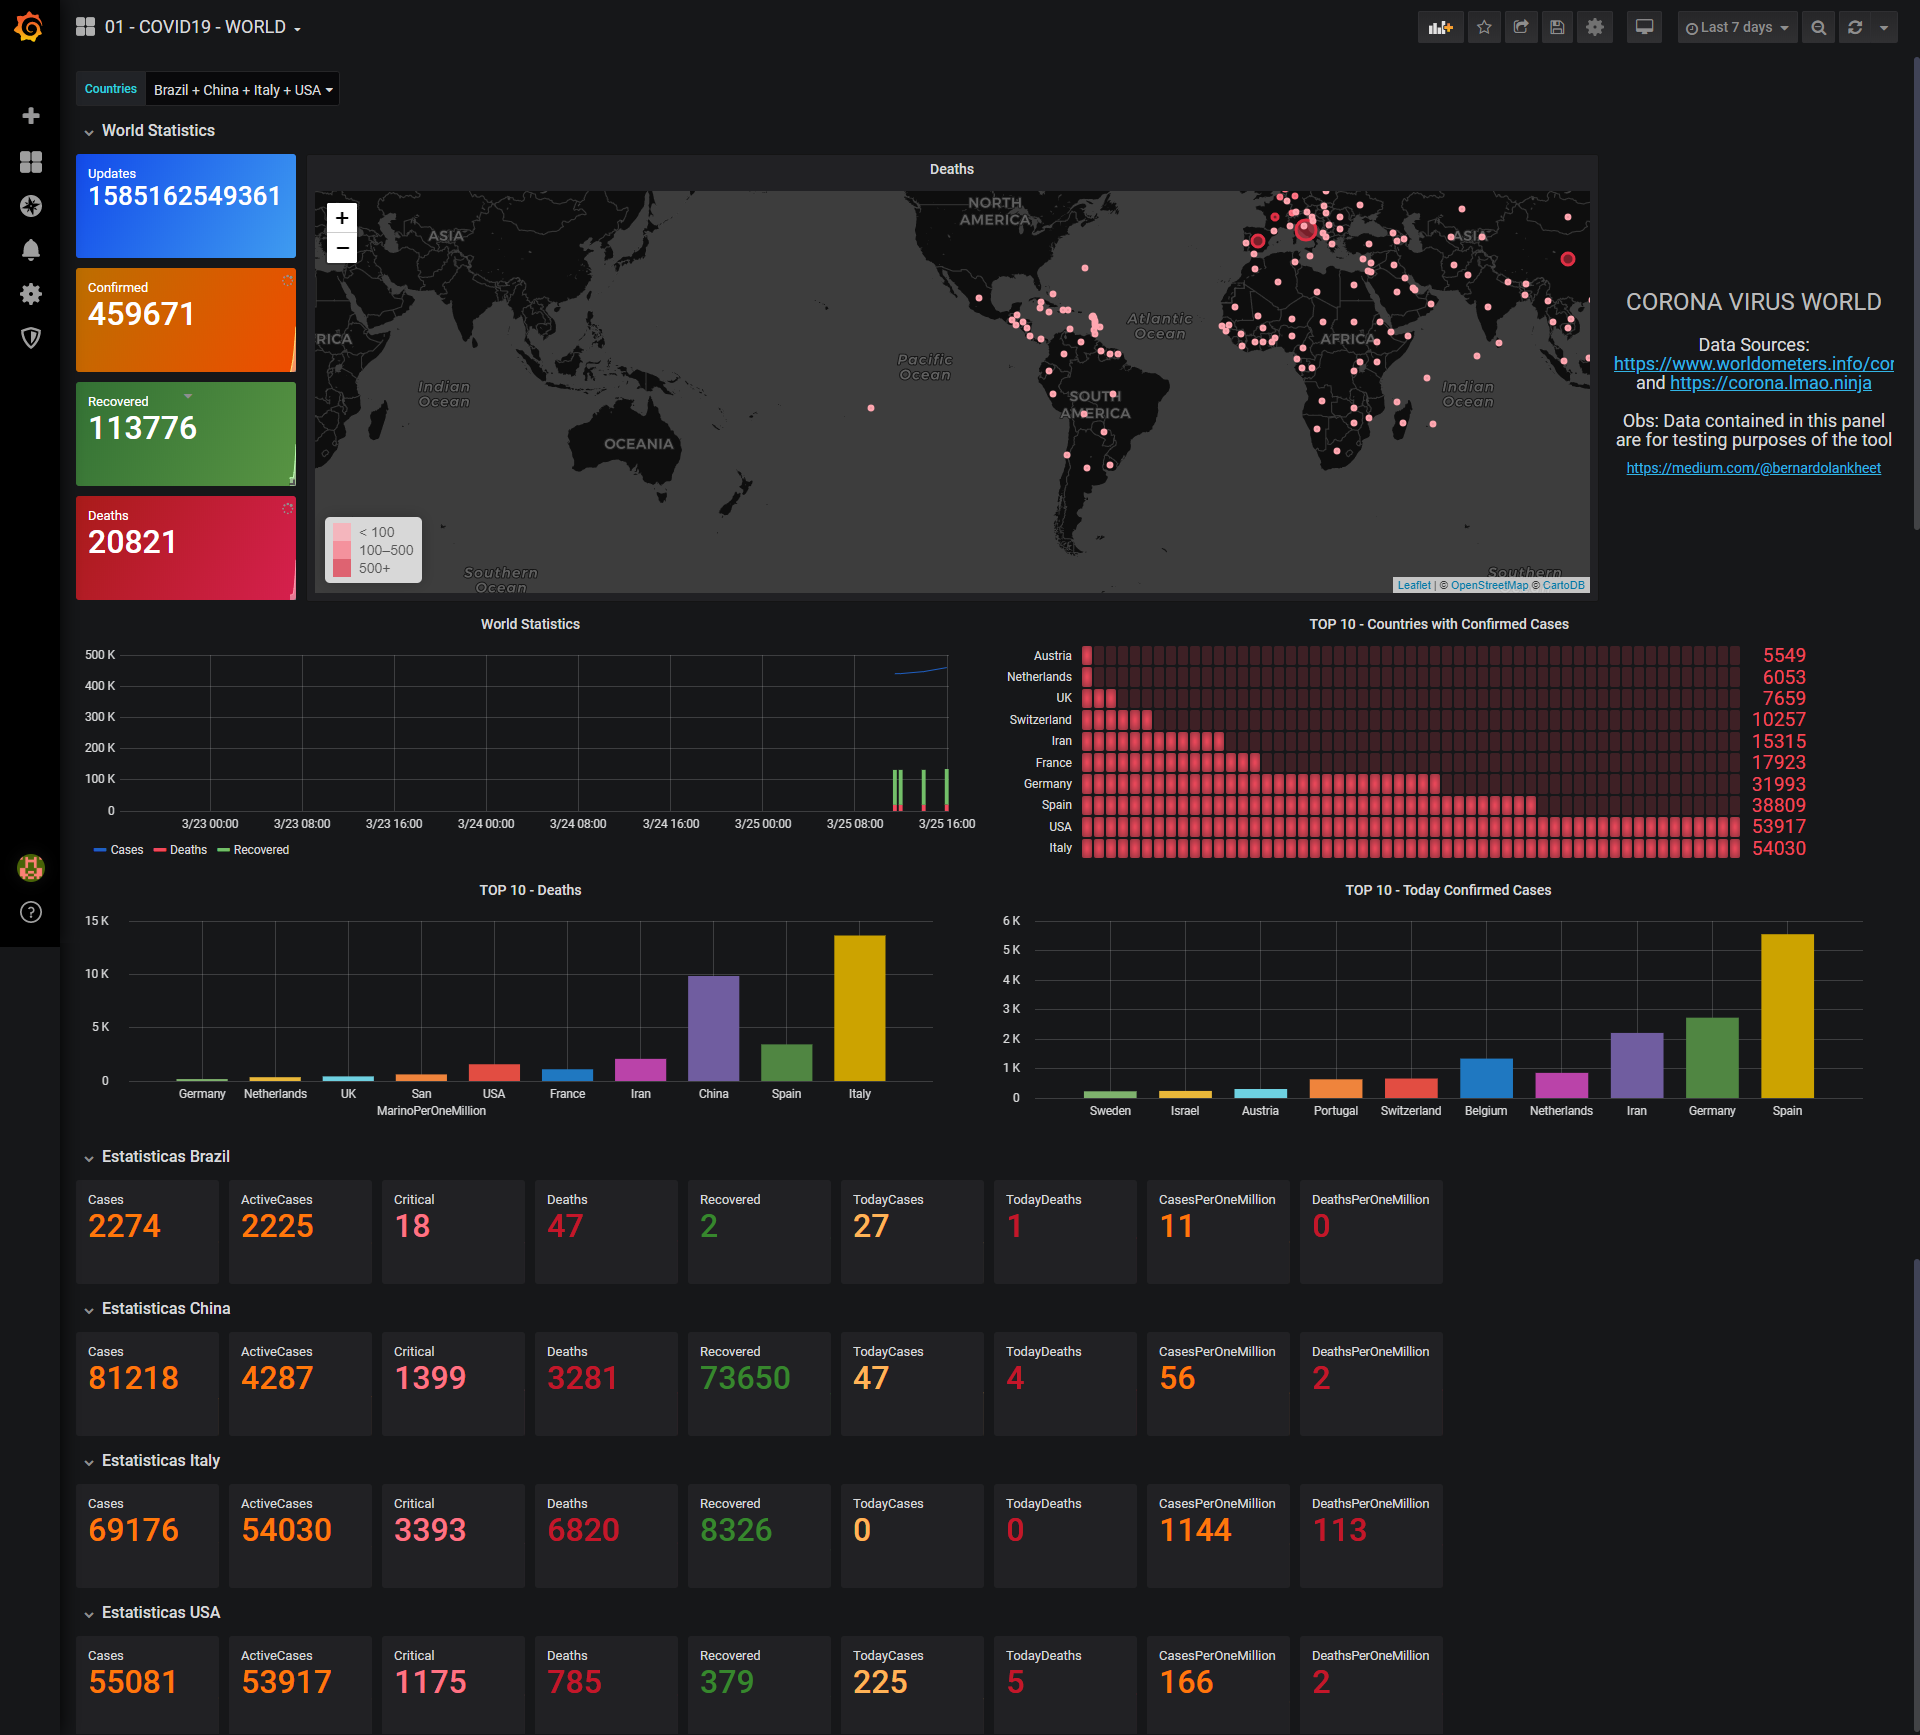 01 - COVID19 - WORLD
Last 7 days
Countries
Brazil + China + Italy + USA
World Statistics
Updates
1585162549361
Confirmed
459671
Recovered
113776
Deaths
20821
Deaths
+
−
ASIA
NORTH
AMERICA
ASIA
RICA
Atlantic
Ocean
AFRICA
Pacific
Ocean
Indian
Ocean
SOUTH
AMERICA
Indian
Ocean
OCEANIA
Southern
Ocean
Southern
< 100
100–500
500+
Leaflet | © OpenStreetMap © CartoDB
CORONA VIRUS WORLD
Data Sources:
https://www.worldometers.info/cor
and https://corona.lmao.ninja
Obs: Data contained in this panel
are for testing purposes of the tool
https://medium.com/@bernardolankheet
World Statistics
500 K
400 K
300 K
200 K
100 K
0
3/23 00:00 3/23 08:00 3/23 16:00 3/24 00:00 3/24 08:00 3/24 16:00 3/25 00:00 3/25 08:00 3/25 16:00
Cases Deaths Recovered
TOP 10 - Countries with Confirmed Cases
Austria 5549
Netherlands 6053
UK 7659
Switzerland 10257
Iran 15315
France 17923
Germany 31993
Spain 38809
USA 53917
Italy 54030
TOP 10 - Deaths
15 K
10 K
5 K
0
Germany Netherlands UK San USA France Iran China Spain Italy
MarinoPerOneMillion
TOP 10 - Today Confirmed Cases
6 K
5 K
4 K
3 K
2 K
1 K
0
Sweden Israel Austria Portugal Switzerland Belgium Netherlands Iran Germany Spain
Estatisticas Brazil
Cases ActiveCases Critical Deaths Recovered TodayCases TodayDeaths CasesPerOneMillion DeathsPerOneMillion
2274 2225 18 47 2 27 1 11 0
Estatisticas China
Cases ActiveCases Critical Deaths Recovered TodayCases TodayDeaths CasesPerOneMillion DeathsPerOneMillion
81218 4287 1399 3281 73650 47 4 56 2
Estatisticas Italy
Cases ActiveCases Critical Deaths Recovered TodayCases TodayDeaths CasesPerOneMillion DeathsPerOneMillion
69176 54030 3393 6820 8326 0 0 1144 113
Estatisticas USA
Cases ActiveCases Critical Deaths Recovered TodayCases TodayDeaths CasesPerOneMillion DeathsPerOneMillion
55081 53917 1175 785 379 225 5 166 2